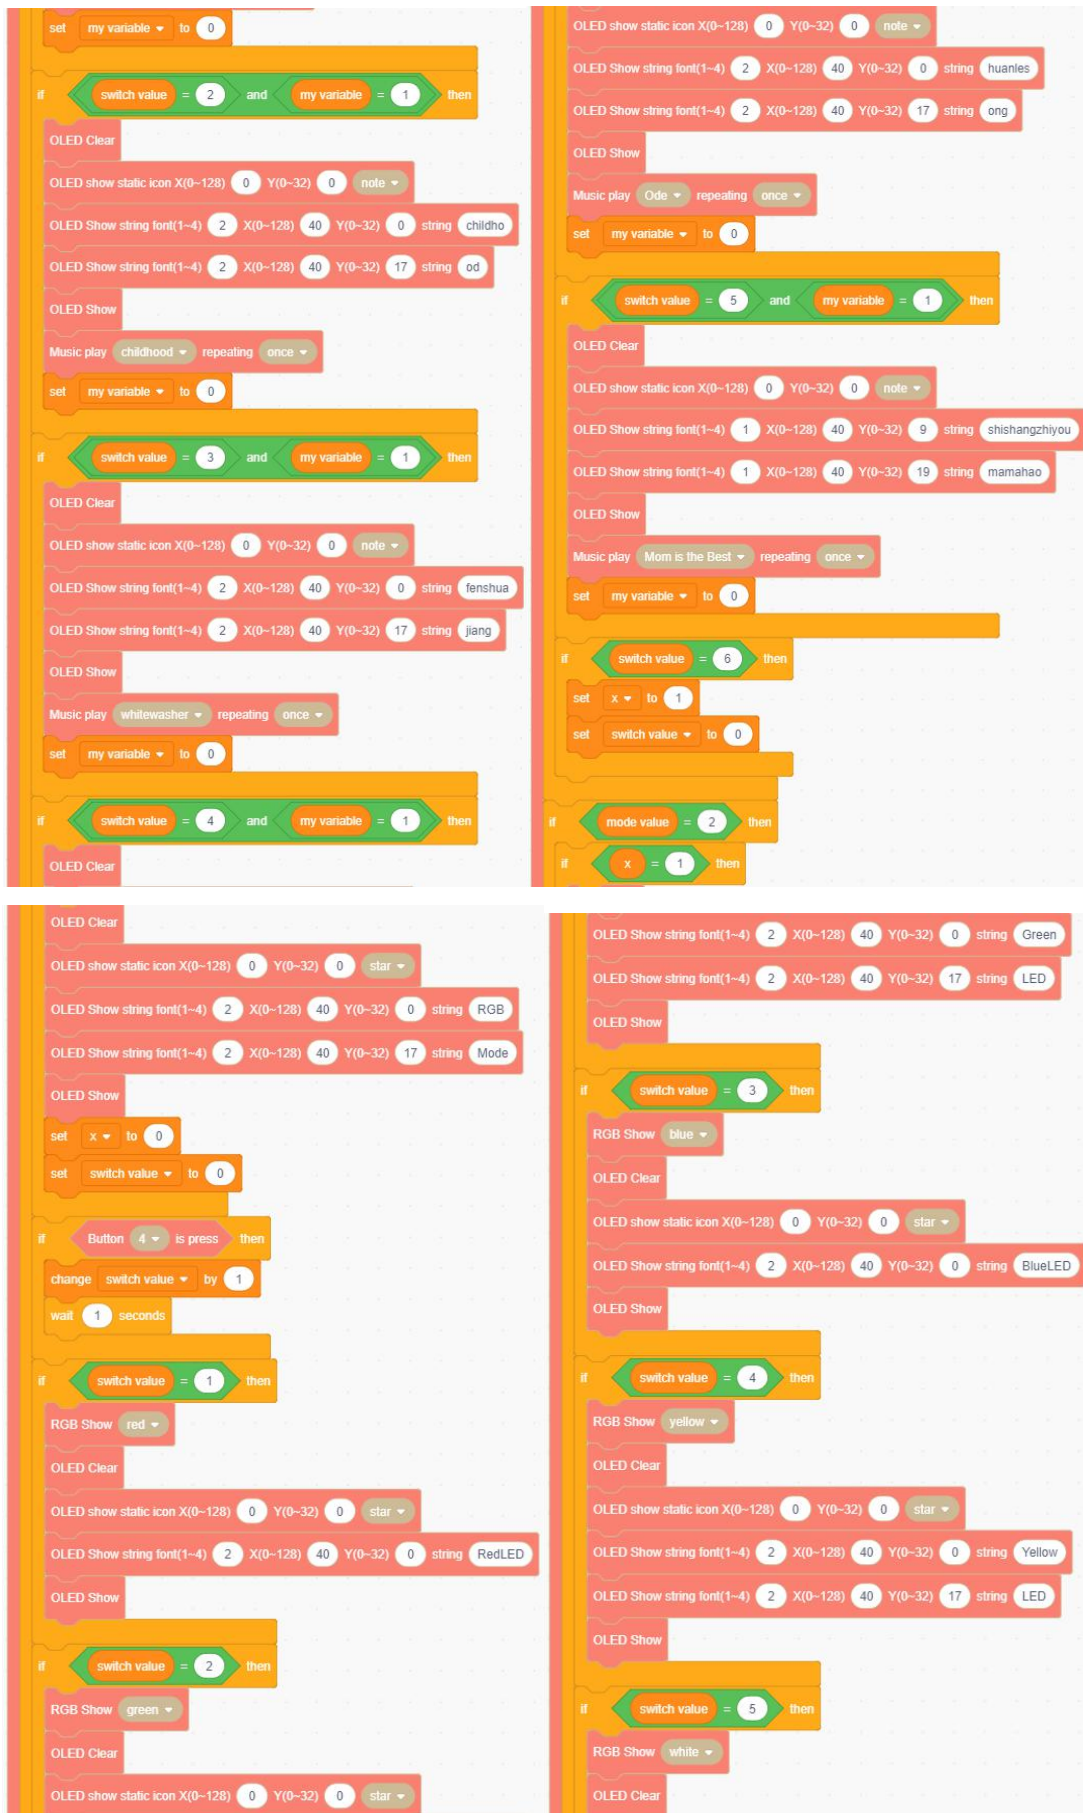 set my variable to 0
if switch value = 2 and my variable = 1 then
OLED Clear
OLED show static icon X(0~128) 0 Y(0~32) 0 note
OLED Show string font(1~4) 2 X(0~128) 40 Y(0~32) 0 string childho
OLED Show string font(1~4) 2 X(0~128) 40 Y(0~32) 17 string od
OLED Show
Music play childhood repeating once
set my variable to 0
if switch value = 3 and my variable = 1 then
OLED Clear
OLED show static icon X(0~128) 0 Y(0~32) 0 note
OLED Show string font(1~4) 2 X(0~128) 40 Y(0~32) 0 string fenshua
OLED Show string font(1~4) 2 X(0~128) 40 Y(0~32) 17 string jiang
OLED Show
Music play whitewasher repeating once
set my variable to 0
if switch value = 4 and my variable = 1 then
OLED Clear
OLED show static icon X(0~128) 0 Y(0~32) 0 note
OLED Show string font(1~4) 2 X(0~128) 40 Y(0~32) 0 string huanles
OLED Show string font(1~4) 2 X(0~128) 40 Y(0~32) 17 string ong
OLED Show
Music play Ode repeating once
set my variable to 0
if switch value = 5 and my variable = 1 then
OLED Clear
OLED show static icon X(0~128) 0 Y(0~32) 0 note
OLED Show string font(1~4) 1 X(0~128) 40 Y(0~32) 9 string shishangzhiyou
OLED Show string font(1~4) 1 X(0~128) 40 Y(0~32) 19 string mamahao
OLED Show
Music play Mom is the Best repeating once
set my variable to 0
if switch value = 6 then
set x to 1
set switch value to 0
if mode value = 2 then
if x = 1 then
OLED Clear
OLED show static icon X(0~128) 0 Y(0~32) 0 star
OLED Show string font(1~4) 2 X(0~128) 40 Y(0~32) 0 string RGB
OLED Show string font(1~4) 2 X(0~128) 40 Y(0~32) 17 string Mode
OLED Show
set x to 0
set switch value to 0
if Button 4 is press then
change switch value by 1
wait 1 seconds
if switch value = 1 then
RGB Show red
OLED Clear
OLED show static icon X(0~128) 0 Y(0~32) 0 star
OLED Show string font(1~4) 2 X(0~128) 40 Y(0~32) 0 string RedLED
OLED Show
if switch value = 2 then
RGB Show green
OLED Clear
OLED show static icon X(0~128) 0 Y(0~32) 0 star
OLED Show string font(1~4) 2 X(0~128) 40 Y(0~32) 0 string Green
OLED Show string font(1~4) 2 X(0~128) 40 Y(0~32) 17 string LED
OLED Show
if switch value = 3 then
RGB Show blue
OLED Clear
OLED show static icon X(0~128) 0 Y(0~32) 0 star
OLED Show string font(1~4) 2 X(0~128) 40 Y(0~32) 0 string BlueLED
OLED Show
if switch value = 4 then
RGB Show yellow
OLED Clear
OLED show static icon X(0~128) 0 Y(0~32) 0 star
OLED Show string font(1~4) 2 X(0~128) 40 Y(0~32) 0 string Yellow
OLED Show string font(1~4) 2 X(0~128) 40 Y(0~32) 17 string LED
OLED Show
if switch value = 5 then
RGB Show white
OLED Clear